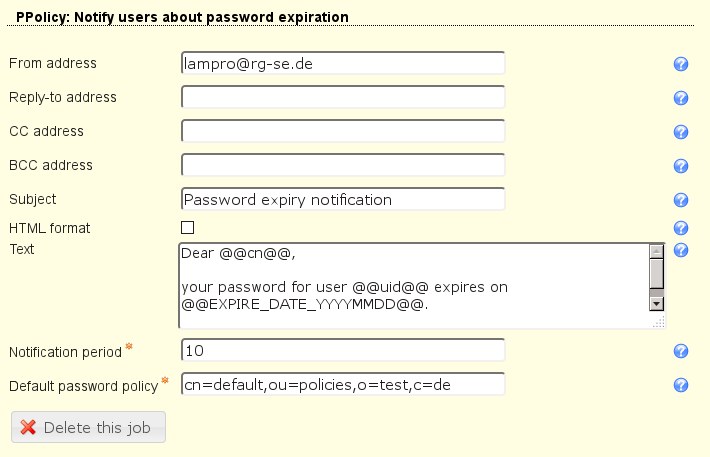 PPolicy: Notify users about password expiration
From address lampro@rg-se.de
Reply-to address
CC address
BCC address
Subject Password expiry notification
HTML format
Text Dear @@cn@@,
your password for user @@uid@@ expires on
@@EXPIRE_DATE_YYYYMMDD@@.
Notification period * 10
Default password policy * cn=default,ou=policies,o=test,c=de
Delete this job